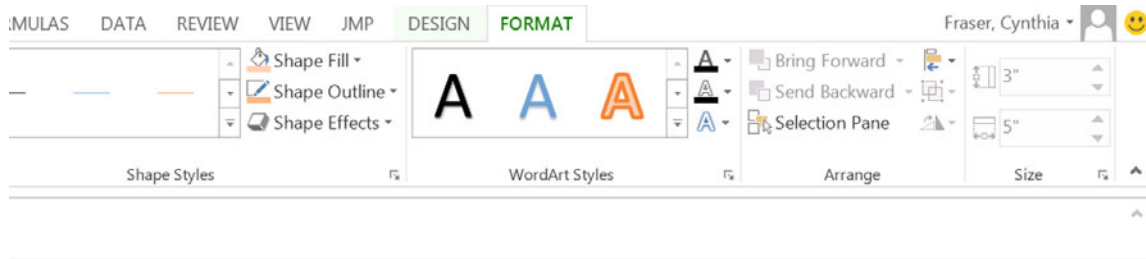 RMULAS DATA REVIEW VIEW JMP DESIGN FORMAT Fraser, Cynthia
Shape Fill
Shape Outline
Shape Effects
Shape Styles
A A A
A
A
A
WordArt Styles
Bring Forward
Send Backward
Selection Pane
Arrange
3"
5"
Size